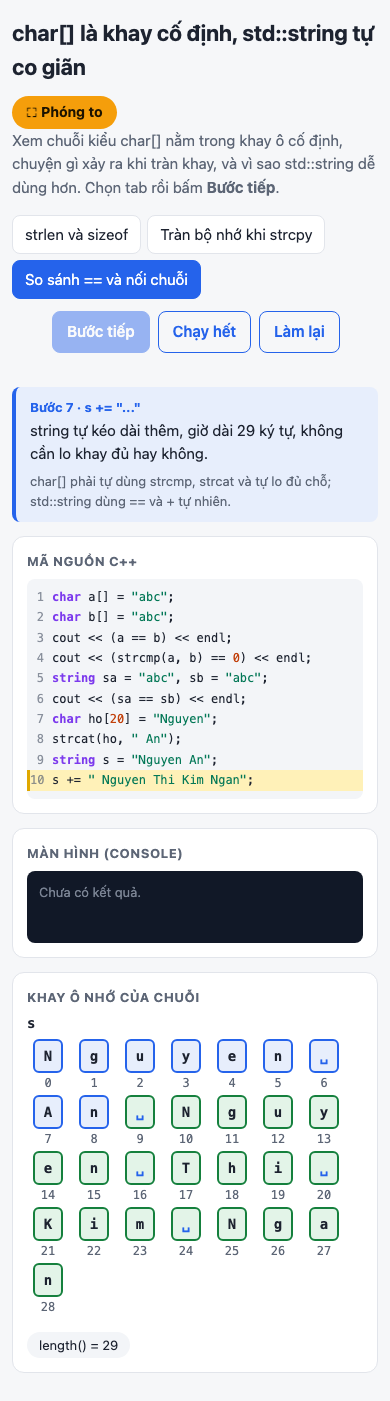 char[] là khay cố định, std::string tự
co giãn
⛶ Phóng to
Xem chuỗi kiểu char[] nằm trong khay ô cố định,
chuyện gì xảy ra khi tràn khay, và vì sao std::string dễ
dùng hơn. Chọn tab rồi bấm Bước tiếp.
strlen và sizeof
Tràn bộ nhớ khi strcpy
So sánh == và nối chuỗi
Bước tiếp
Chạy hết
Làm lại
Bước 7 · s += "..."
string tự kéo dài thêm, giờ dài 29 ký tự, không
cần lo khay đủ hay không.
char[] phải tự dùng strcmp, strcat và tự lo đủ chỗ;
std::string dùng == và + tự nhiên.
MÃ NGUỒN C++
1 char a[] = "abc";
2 char b[] = "abc";
3 cout << (a == b) << endl;
4 cout << (strcmp(a, b) == 0) << endl;
5 string sa = "abc", sb = "abc";
6 cout << (sa == sb) << endl;
7 char ho[20] = "Nguyen";
8 strcat(ho, " An");
9 string s = "Nguyen An";
10 s += " Nguyen Thi Kim Ngan";
MÀN HÌNH (CONSOLE)
Chưa có kết quả.
KHAY Ô NHỚ CỦA CHUỖI
s
N g u y e n ␣
0 1 2 3 4 5 6
A n ␣ N g u y
7 8 9 10 11 12 13
e n ␣ T h i ␣
14 15 16 17 18 19 20
K i m ␣ N g a
21 22 23 24 25 26 27
n
28
length() = 29